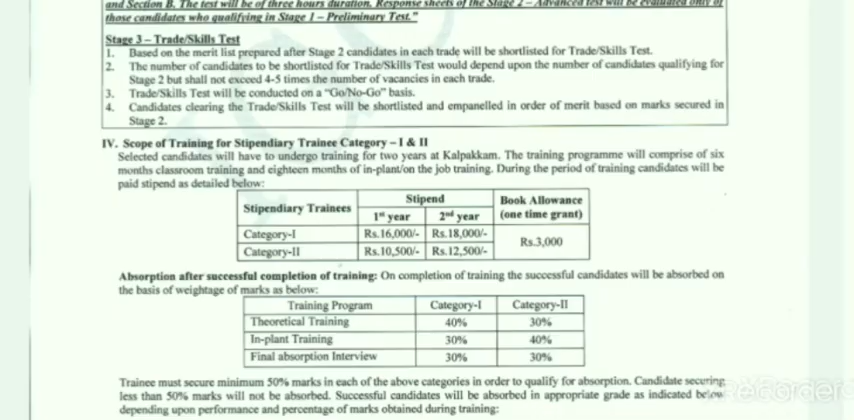 and Section B. The test will be of three hours duration. Response sheets of the Stage 2 – Advanced test will be evaluated only of
those candidates who qualifying in Stage 1 – Preliminary Test."
Stage 3 – Trade/Skills Test
1. Based on the merit list prepared after Stage 2 candidates in each trade will be shortlisted for Trade/Skills Test.
2. The number of candidates to be shortlisted for Trade/Skills Test would depend upon the number of candidates qualifying for
Stage 2 but shall not exceed 4-5 times the number of vacancies in each trade.
3. Trade/Skills Test will be conducted on a "Go/No-Go" basis.
4. Candidates clearing the Trade/Skills Test will be shortlisted and empanelled in order of merit based on marks secured in
Stage 2.
IV. Scope of Training for Stipendiary Trainee Category – I & II
Selected candidates will have to undergo training for two years at Kalpakkam. The training programme will comprise of six
months classroom training and eighteen months of in-plant/on the job training. During the period of training candidates will be
paid stipend as detailed below:
Stipendiary Trainees Stipend Book Allowance (one time grant)
1st year 2nd year
Category-I Rs.16,000/- Rs.18,000/- Rs.3,000
Category-II Rs.10,500/- Rs.12,500/-
Absorption after successful completion of training: On completion of training the successful candidates will be absorbed on
the basis of weightage of marks as below:
Training Program Category-I Category-II
Theoretical Training 40% 30%
In-plant Training 30% 40%
Final absorption Interview 30% 30%
Trainee must secure minimum 50% marks in each of the above categories in order to qualify for absorption. Candidate securing
less than 50% marks will not be absorbed. Successful candidates will be absorbed in appropriate grade as indicated below
depending upon performance and percentage of marks obtained during training: